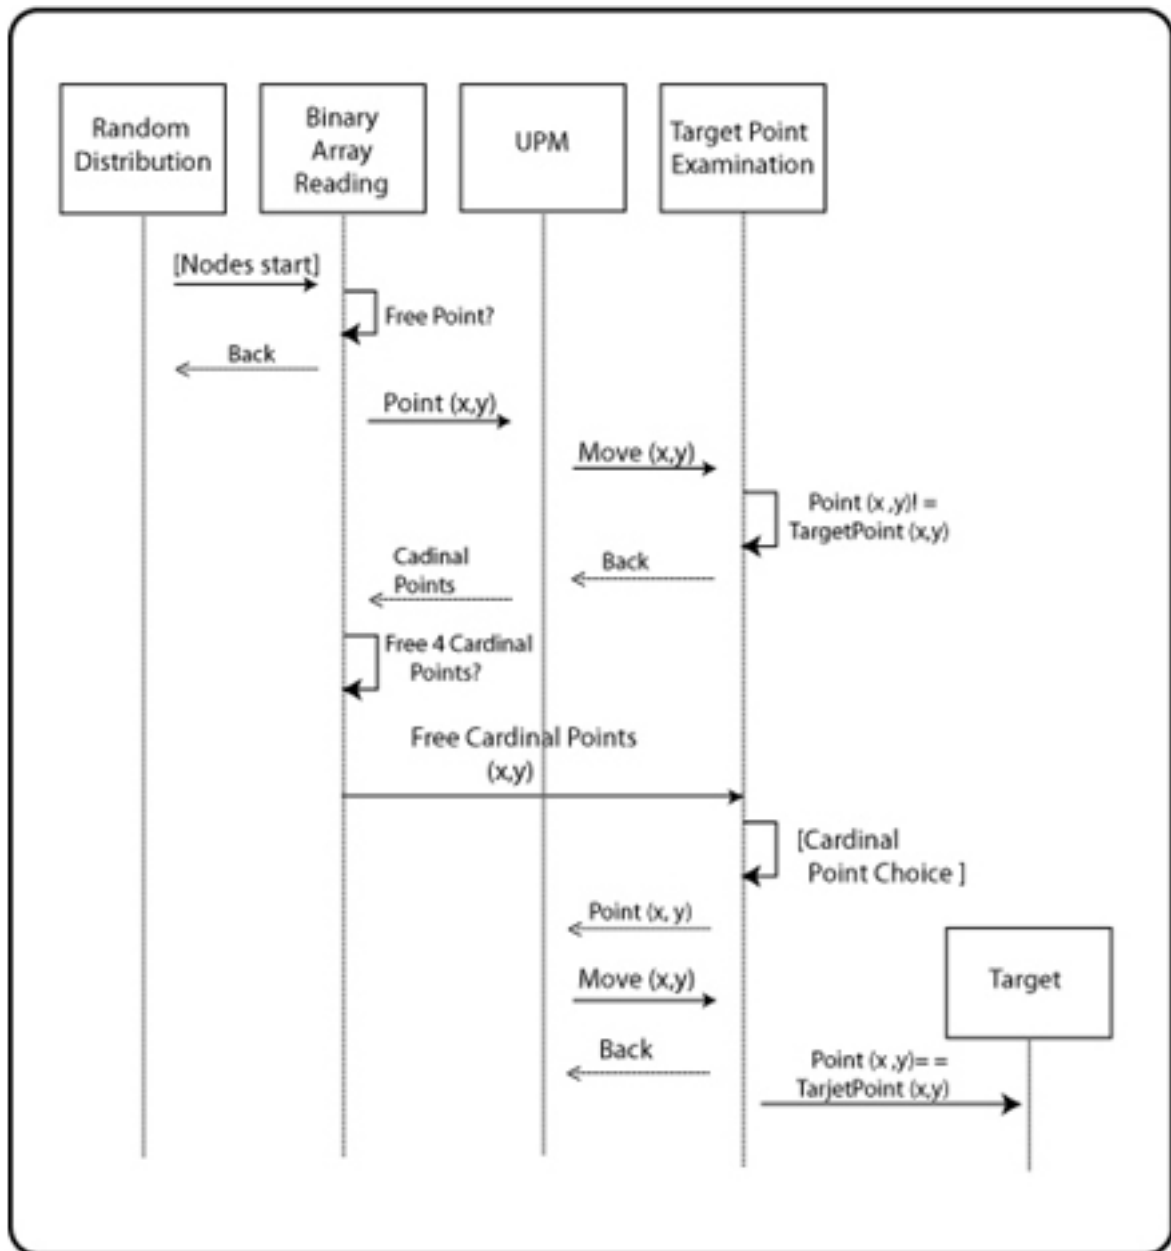 Random
Distribution
Binary
Array
Reading
UPM
Target Point
Examination
[Nodes start]
Free Point?
Back
Point (x,y)
Move (x,y)
Point (x ,y)! =
TargetPoint (x,y)
Back
Cadinal
Points
Free 4 Cardinal
Points?
Free Cardinal Points
(x,y)
[Cardinal
Point Choice ]
Point (x, y)
Move (x,y)
Target
Back
Point (x ,y)= =
TarjetPoint (x,y)